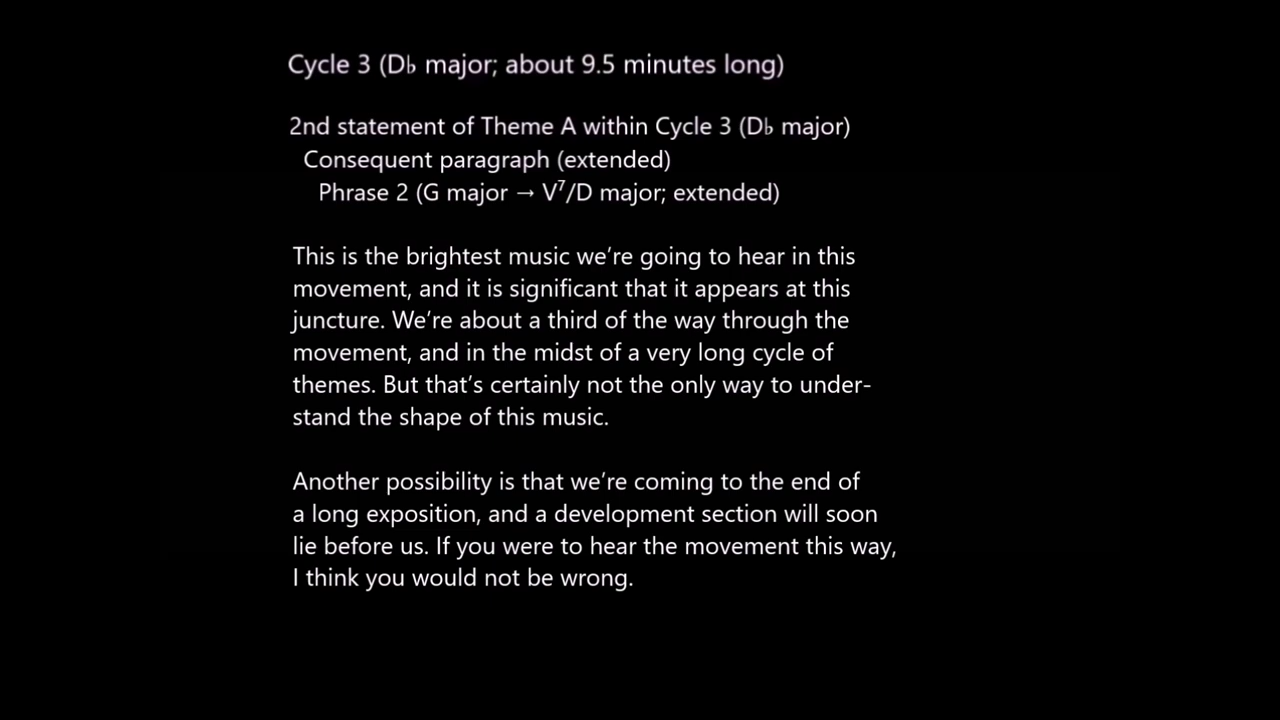 Cycle 3 (D♭ major; about 9.5 minutes long)
2nd statement of Theme A within Cycle 3 (D♭ major)
Consequent paragraph (extended)
Phrase 2 (G major → V⁷/D major; extended)
This is the brightest music we’re going to hear in this
movement, and it is significant that it appears at this
juncture. We’re about a third of the way through the
movement, and in the midst of a very long cycle of
themes. But that’s certainly not the only way to under-
stand the shape of this music.
Another possibility is that we’re coming to the end of
a long exposition, and a development section will soon
lie before us. If you were to hear the movement this way,
I think you would not be wrong.